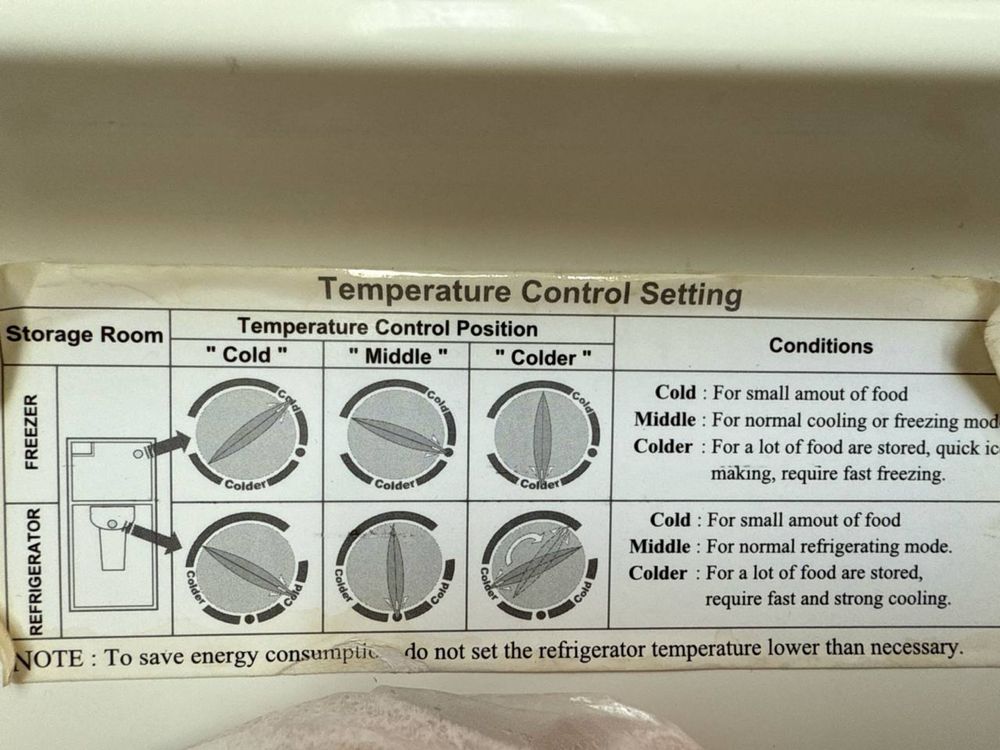 Temperature Control Setting
Storage Room
Temperature Control Position
Conditions
" Cold "
" Middle "
" Colder "
FREEZER
Cold
Colder
Cold
Colder
Cold
Colder
Cold : For small amout of food
Middle : For normal cooling or freezing mod
Colder : For a lot of food are stored, quick ic
making, require fast freezing.
REFRIGERATOR
Colder
Cold
Colder
Cold
Colder
Cold
Cold : For small amout of food
Middle : For normal refrigerating mode.
Colder : For a lot of food are stored,
require fast and strong cooling.
NOTE : To save energy consumptic do not set the refrigerator temperature lower than necessary.